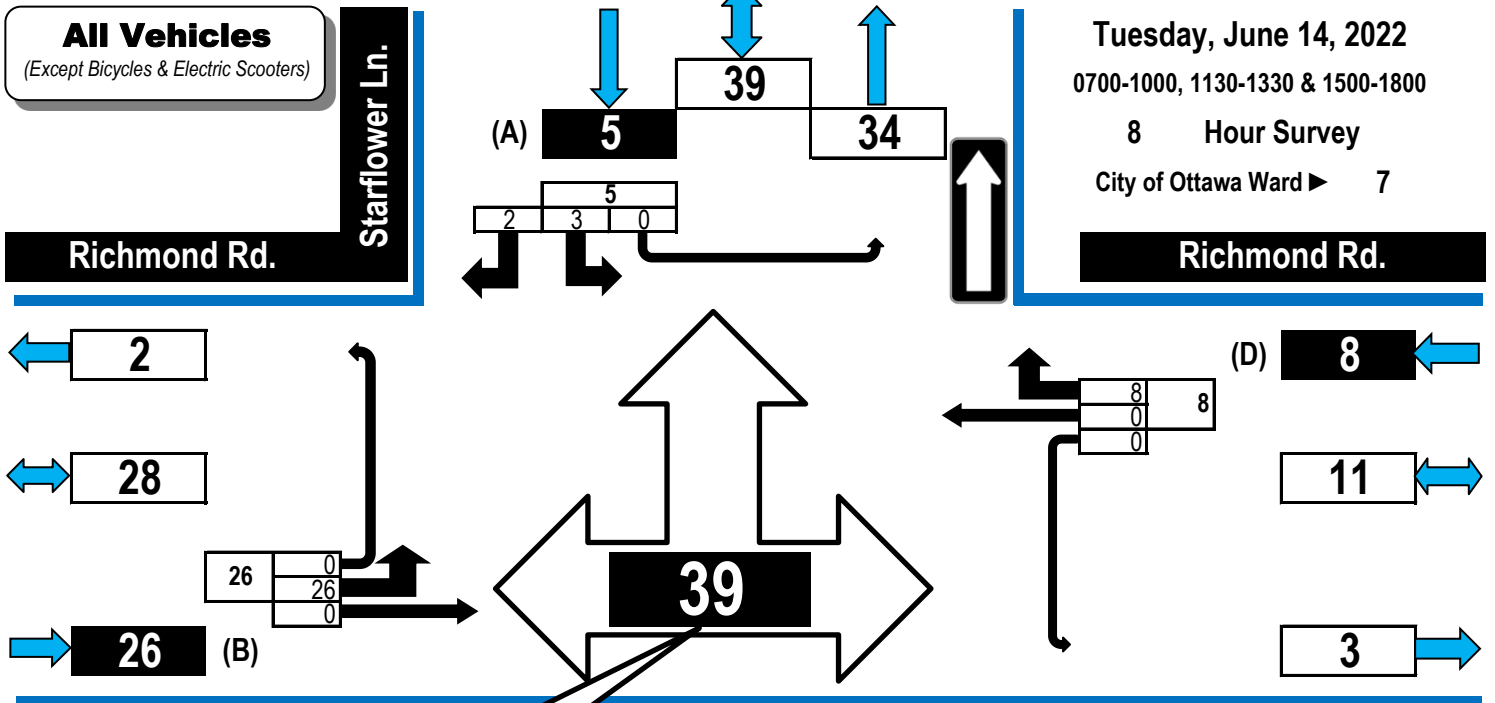 All Vehicles
(Except Bicycles & Electric Scooters)
Starflower Ln.
Richmond Rd.
39
(A) 5
34
5
2 3 0
Tuesday, June 14, 2022
0700-1000, 1130-1330 & 1500-1800
8 Hour Survey
City of Ottawa Ward ► 7
Richmond Rd.
2
28
26
0
26
0
26 (B)
39
(D) 8
8
0
0
8
11
3